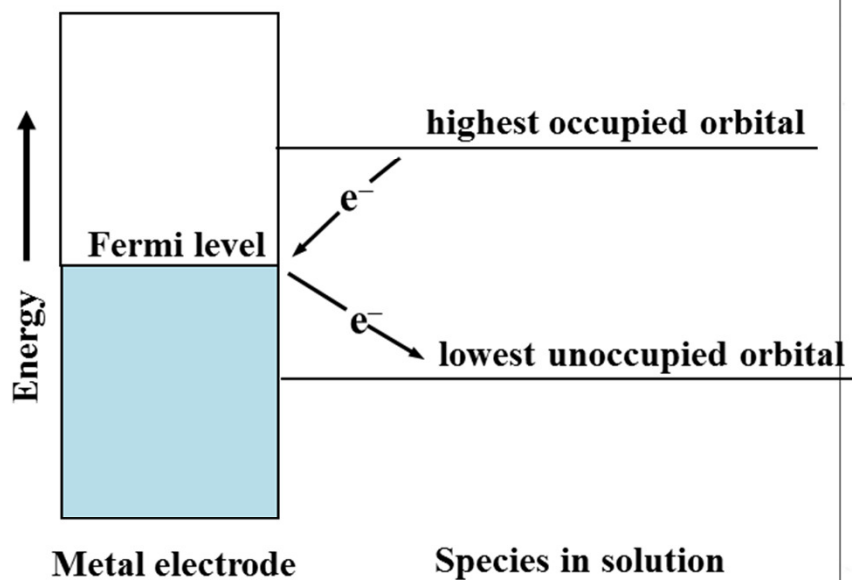 highest occupied orbital
e⁻
Fermi level
e⁻
lowest unoccupied orbital
Energy
Metal electrode
Species in solution